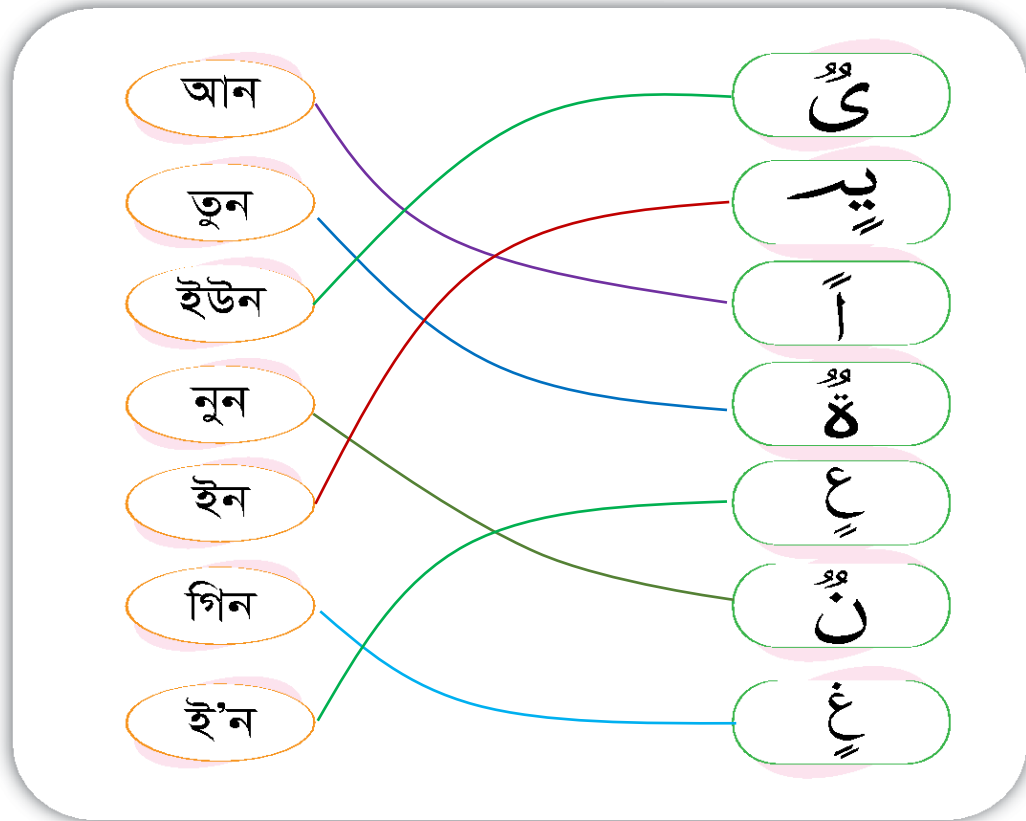 আন ىٌ
তুন يٍر
ইউন اً
নুন ةٌ
ইন عٍ
গিন نٌ
ই’ন غٍ